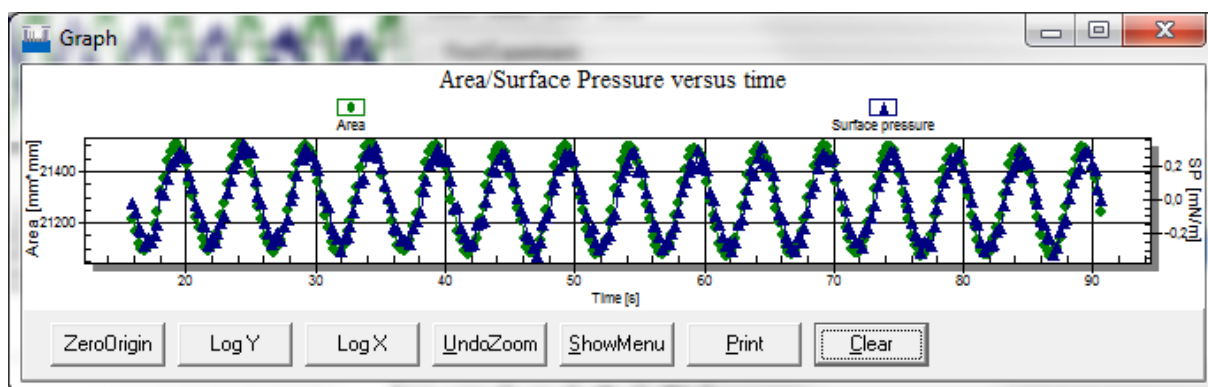 Graph
Area/Surface Pressure versus time
Area
Surface pressure
Area [mm*mm]
21400
21200
0.2
0.0
-0.2
SP [mN/m]
20 30 40 50 60 70 80 90
Time [s]
ZeroOrigin Log Y Log X UndoZoom ShowMenu Print Clear